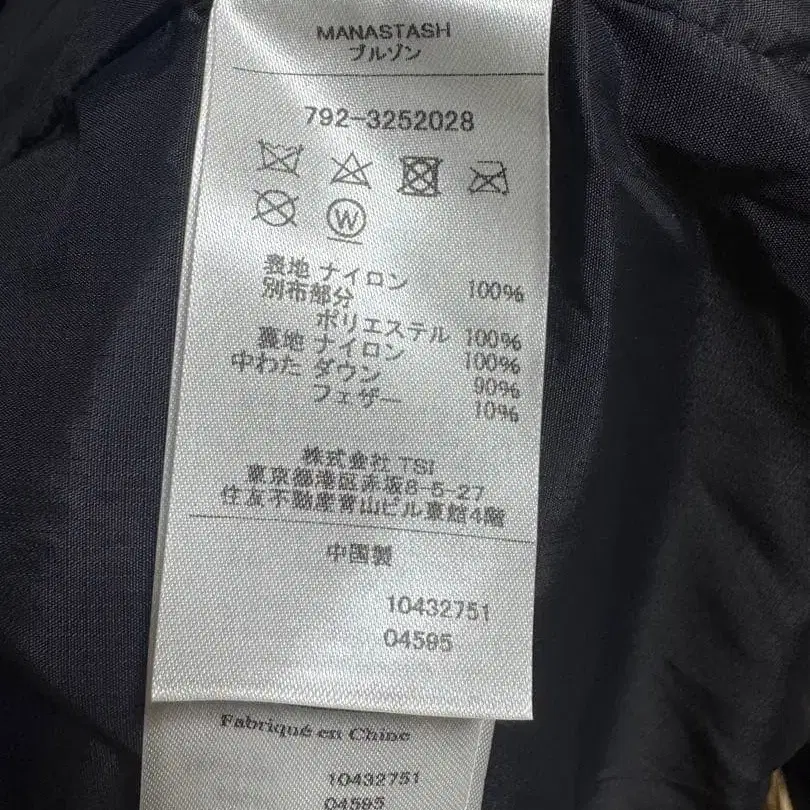 MANASTASH
ブルゾン
792-3252028
W
表地 ナイロン 100%
別布部分
ポリエステル 100%
裏地 ナイロン 100%
中わた ダウン 90%
フェザー 10%
株式会社 TSI
東京都港区赤坂8-5-27
住友不動産青山ビル東館4階
中国製
10432751
04595
Fabriqué en Chine
10432751
04595